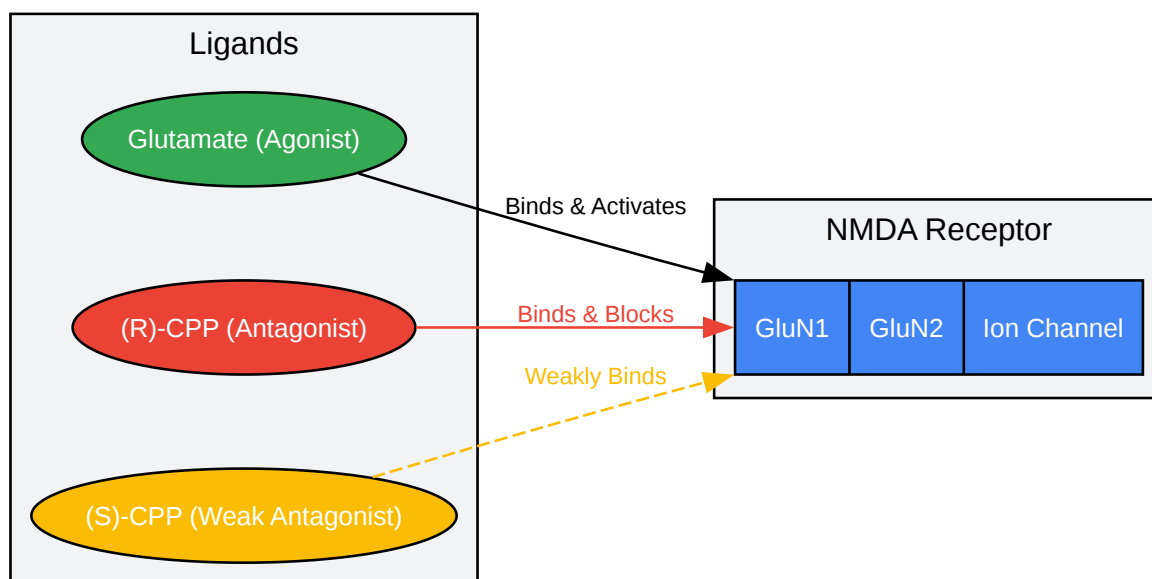 Ligands
Glutamate (Agonist)
Binds & Activates
NMDA Receptor
(R)-CPP (Antagonist)
Binds & Blocks
GluN1
GluN2
Ion Channel
Weakly Binds
(S)-CPP (Weak Antagonist)